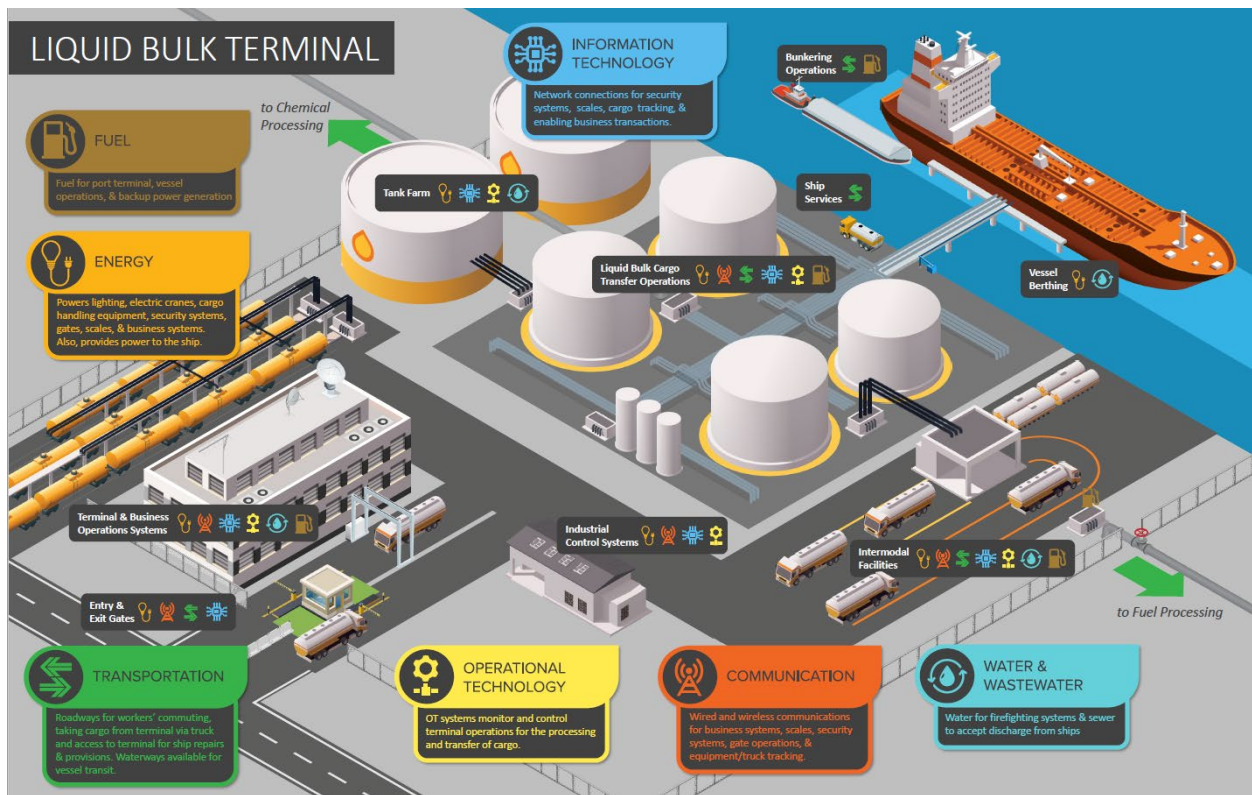 LIQUID BULK TERMINAL
INFORMATION
TECHNOLOGY
Network connections for security
systems, scales, cargo tracking, &
enabling business transactions.
Bunkering
Operations
to Chemical
Processing
FUEL
Fuel for port terminal, vessel
operations, & backup power generation
Tank Farm
Ship
Services
ENERGY
Powers lighting, electric cranes, cargo
handling equipment, security systems,
gates, scales, & business systems.
Also, provides power to the ship.
Liquid Bulk Cargo
Transfer Operations
Vessel
Berthing
Terminal & Business
Operations Systems
Industrial
Control Systems
Intermodal
Facilities
Entry &
Exit Gates
to Fuel Processing
TRANSPORTATION
Roadways for workers' commuting,
taking cargo from terminal via truck
and access to terminal for ship repairs
& provisions. Waterways available for
vessel transit.
OPERATIONAL
TECHNOLOGY
OT systems monitor and control
terminal operations for the processing
and transfer of cargo.
COMMUNICATION
Wired and wireless communications
for business systems, scales, security
systems, gate operations, &
equipment/truck tracking.
WATER &
WASTEWATER
Water for firefighting systems & sewer
to accept discharge from ships